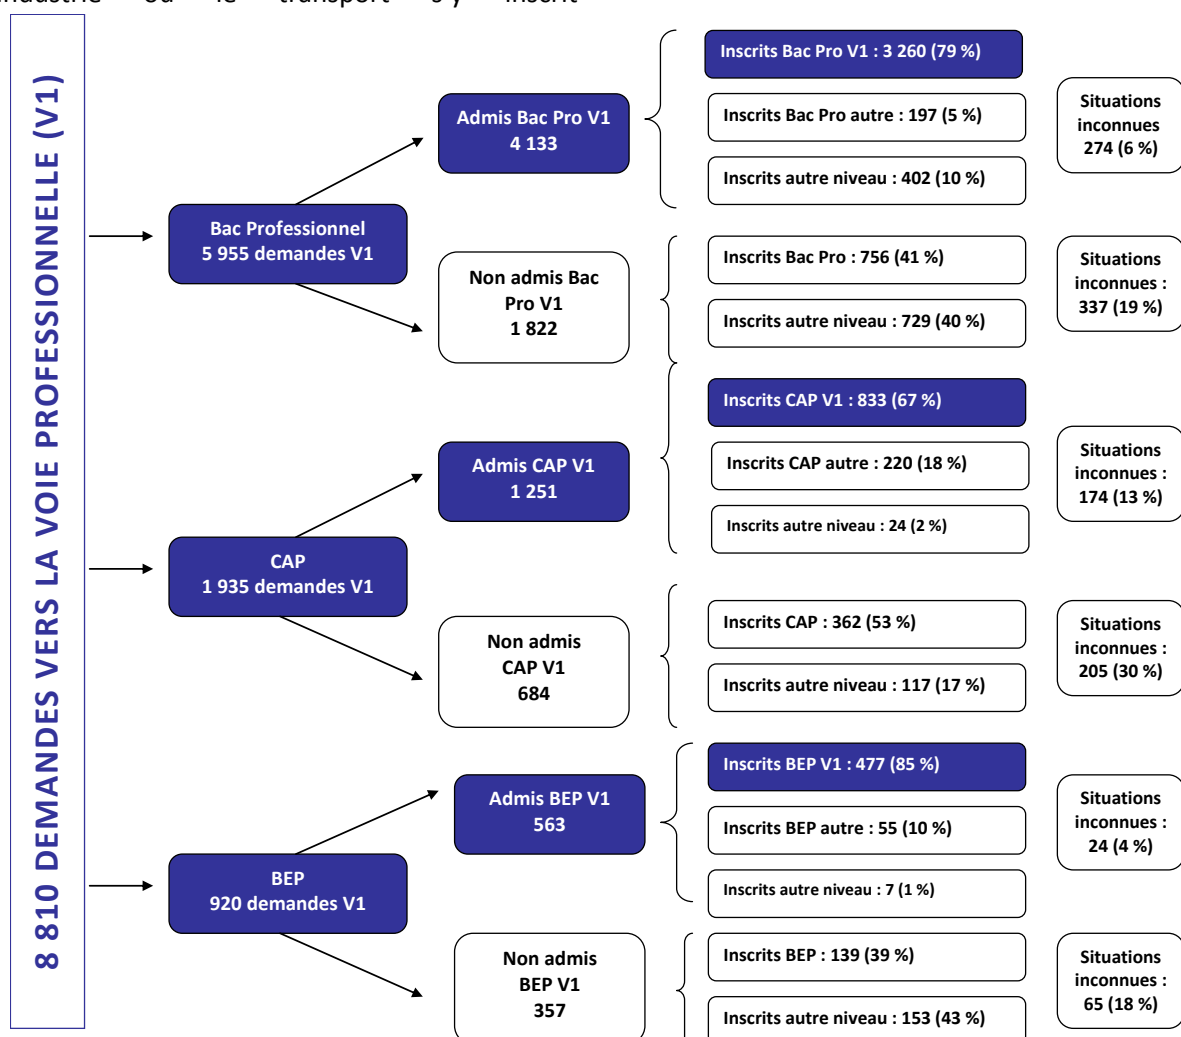 industrie ou le transport s'y inscrit
8 810 DEMANDES VERS LA VOIE PROFESSIONNELLE (V1)
Bac Professionnel
5 955 demandes V1
Admis Bac Pro V1
4 133
Inscrits Bac Pro V1 : 3 260 (79 %)
Inscrits Bac Pro autre : 197 (5 %)
Inscrits autre niveau : 402 (10 %)
Situations
inconnues
274 (6 %)
Non admis Bac
Pro V1
1 822
Inscrits Bac Pro : 756 (41 %)
Inscrits autre niveau : 729 (40 %)
Situations
inconnues :
337 (19 %)
CAP
1 935 demandes V1
Admis CAP V1
1 251
Inscrits CAP V1 : 833 (67 %)
Inscrits CAP autre : 220 (18 %)
Inscrits autre niveau : 24 (2 %)
Situations
inconnues :
174 (13 %)
Non admis
CAP V1
684
Inscrits CAP : 362 (53 %)
Inscrits autre niveau : 117 (17 %)
Situations
inconnues :
205 (30 %)
BEP
920 demandes V1
Admis BEP V1
563
Inscrits BEP V1 : 477 (85 %)
Inscrits BEP autre : 55 (10 %)
Inscrits autre niveau : 7 (1 %)
Situations
inconnues :
24 (4 %)
Non admis
BEP V1
357
Inscrits BEP : 139 (39 %)
Inscrits autre niveau : 153 (43 %)
Situations
inconnues :
65 (18 %)